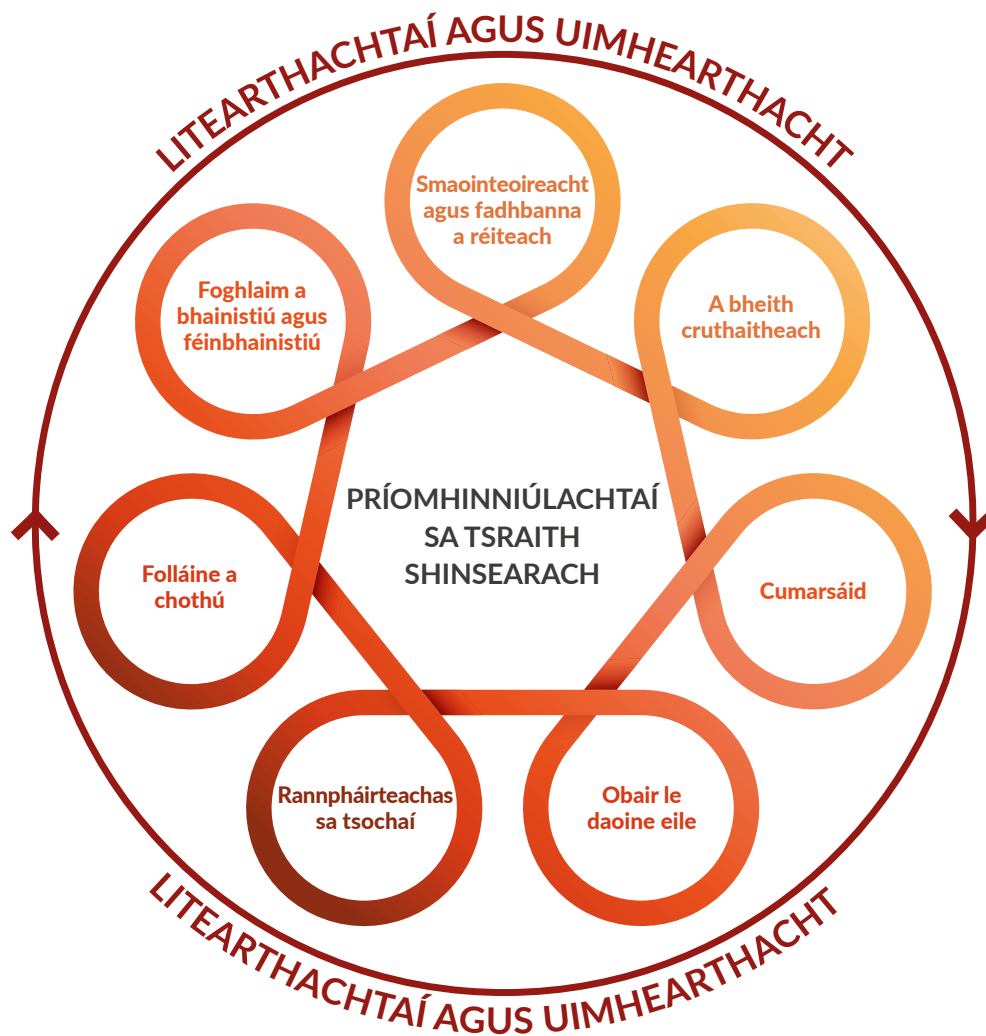 LITEARTHACHTAÍ AGUS UIMHEARTHACHT
Smaointeoireacht
agus fadhbanna
a réiteach
A bheith
cruthaitheach
Foghlaim a
bhainistiú agus
féinbhainistiú
PRÍOMHINNIÚLACHTAÍ
SA TSRAITH
SHINSEARACH
Cumarsáid
Folláine a
chothú
Obair le
daoine eile
Rannpháirteachas
sa tsochaí
LITEARTHACHTAÍ AGUS UIMHEARTHACHT